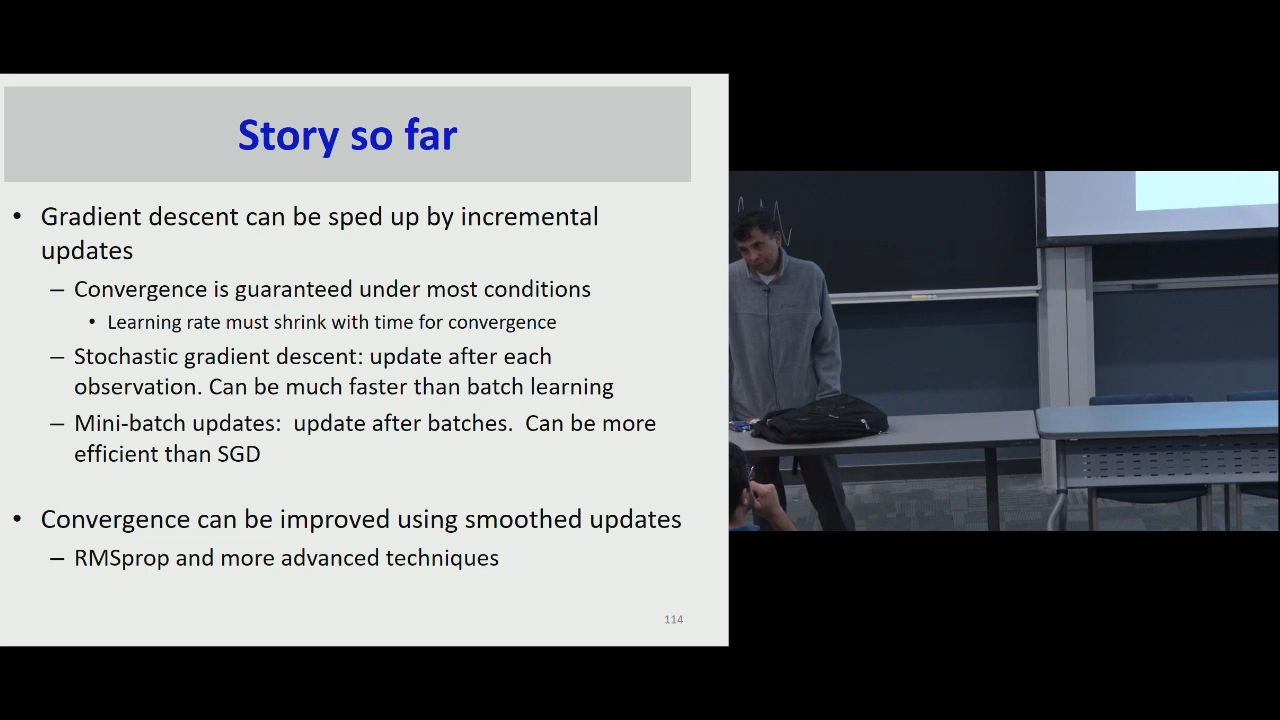 Story so far
• Gradient descent can be sped up by incremental
updates
– Convergence is guaranteed under most conditions
• Learning rate must shrink with time for convergence
– Stochastic gradient descent: update after each
observation. Can be much faster than batch learning
– Mini-batch updates:  update after batches.  Can be more
efficient than SGD
• Convergence can be improved using smoothed updates
– RMSprop and more advanced techniques
114